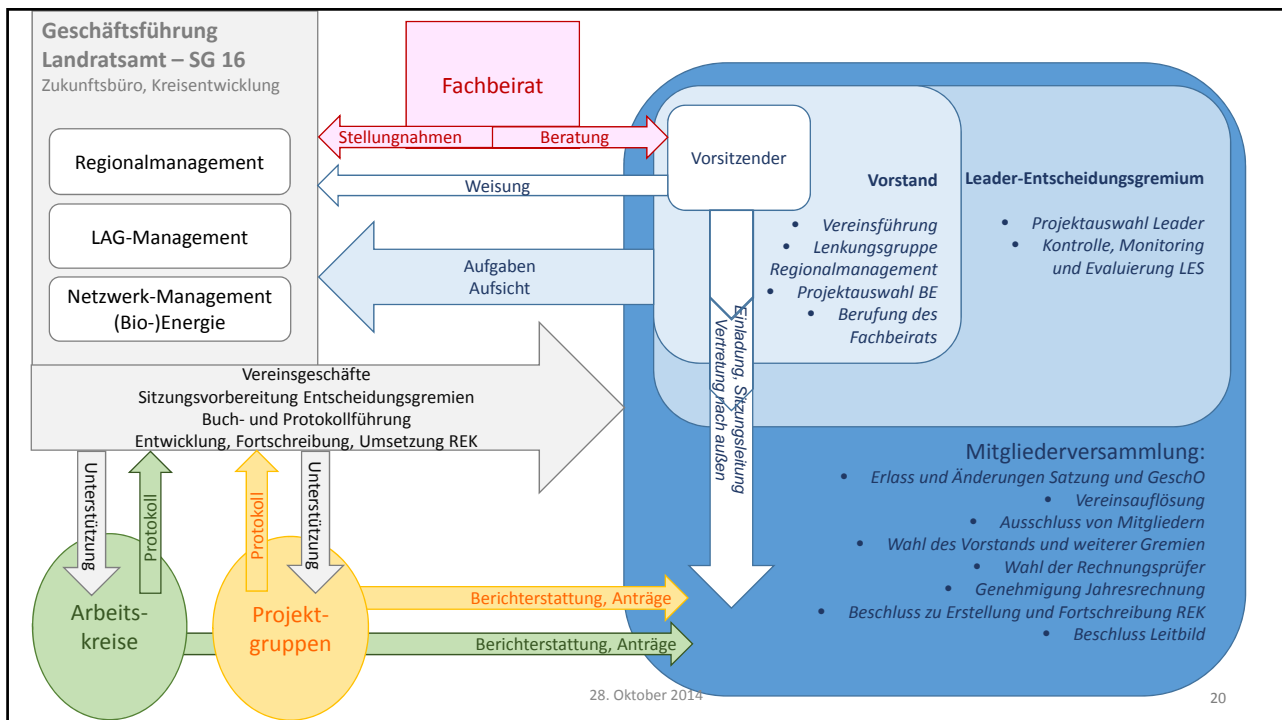 Geschäftsführung
Landratsamt – SG 16
Zukunftsbüro, Kreisentwicklung
Regionalmanagement
LAG-Management
Netzwerk-Management
(Bio-)Energie
Fachbeirat
Stellungnahmen
Beratung
Weisung
Aufgaben
Aufsicht
Vorsitzender
Vorstand
• Vereinsführung
• Lenkungsgruppe
Regionalmanagement
• Projektauswahl BE
• Berufung des
Fachbeirats
Leader-Entscheidungsgremium
• Projektauswahl Leader
• Kontrolle, Monitoring
und Evaluierung LES
Einladung, Sitzungsleitung
Vertretung nach außen
Vereinsgeschäfte
Sitzungsvorbereitung Entscheidungsgremien
Buch- und Protokollführung
Entwicklung, Fortschreibung, Umsetzung REK
Unterstützung
Protokoll
Protokoll
Unterstützung
Arbeits-
kreise
Projekt-
gruppen
Berichterstattung, Anträge
Berichterstattung, Anträge
Mitgliederversammlung:
• Erlass und Änderungen Satzung und GeschO
• Vereinsauflösung
• Ausschluss von Mitgliedern
• Wahl des Vorstands und weiterer Gremien
• Wahl der Rechnungsprüfer
• Genehmigung Jahresrechnung
• Beschluss zu Erstellung und Fortschreibung REK
• Beschluss Leitbild
28. Oktober 2014
20